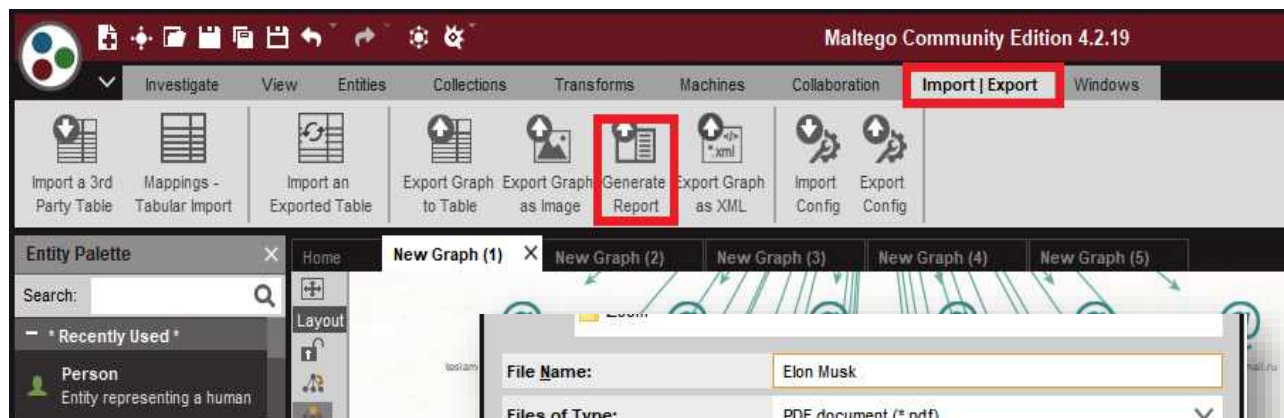 Maltego Community Edition 4.2.19
Investigate View Entities Collections Transforms Machines Collaboration Import | Export Windows
Import a 3rd Party Table
Mappings - Tabular Import
Import an Exported Table
Export Graph to Table
Export Graph as Image
Generate Report
*.xml
Export Graph as XML
Import Config
Export Config
Entity Palette
Home New Graph (1) New Graph (2) New Graph (3) New Graph (4) New Graph (5)
Search:
Layout
* Recently Used *
Person
Entity representing a human
File Name: Elon Musk
Files of Type: PDF document (*.pdf)